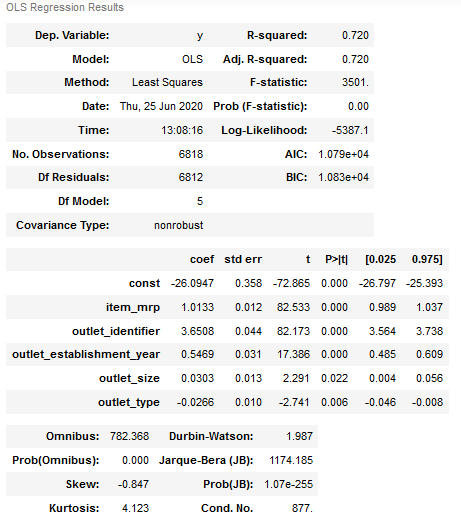 OLS Regression Results
Dep. Variable: y R-squared: 0.720
Model: OLS Adj. R-squared: 0.720
Method: Least Squares F-statistic: 3501.
Date: Thu, 25 Jun 2020 Prob (F-statistic): 0.00
Time: 13:08:16 Log-Likelihood: -5387.1
No. Observations: 6818 AIC: 1.079e+04
Df Residuals: 6812 BIC: 1.083e+04
Df Model: 5
Covariance Type: nonrobust
coef std err t P>|t| [0.025 0.975]
const -26.0947 0.358 -72.865 0.000 -26.797 -25.393
item_mrp 1.0133 0.012 82.533 0.000 0.989 1.037
outlet_identifier 3.6508 0.044 82.173 0.000 3.564 3.738
outlet_establishment_year 0.5469 0.031 17.386 0.000 0.485 0.609
outlet_size 0.0303 0.013 2.291 0.022 0.004 0.056
outlet_type -0.0266 0.010 -2.741 0.006 -0.046 -0.008
Omnibus: 782.368 Durbin-Watson: 1.987
Prob(Omnibus): 0.000 Jarque-Bera (JB): 1174.185
Skew: -0.847 Prob(JB): 1.07e-255
Kurtosis: 4.123 Cond. No. 877.